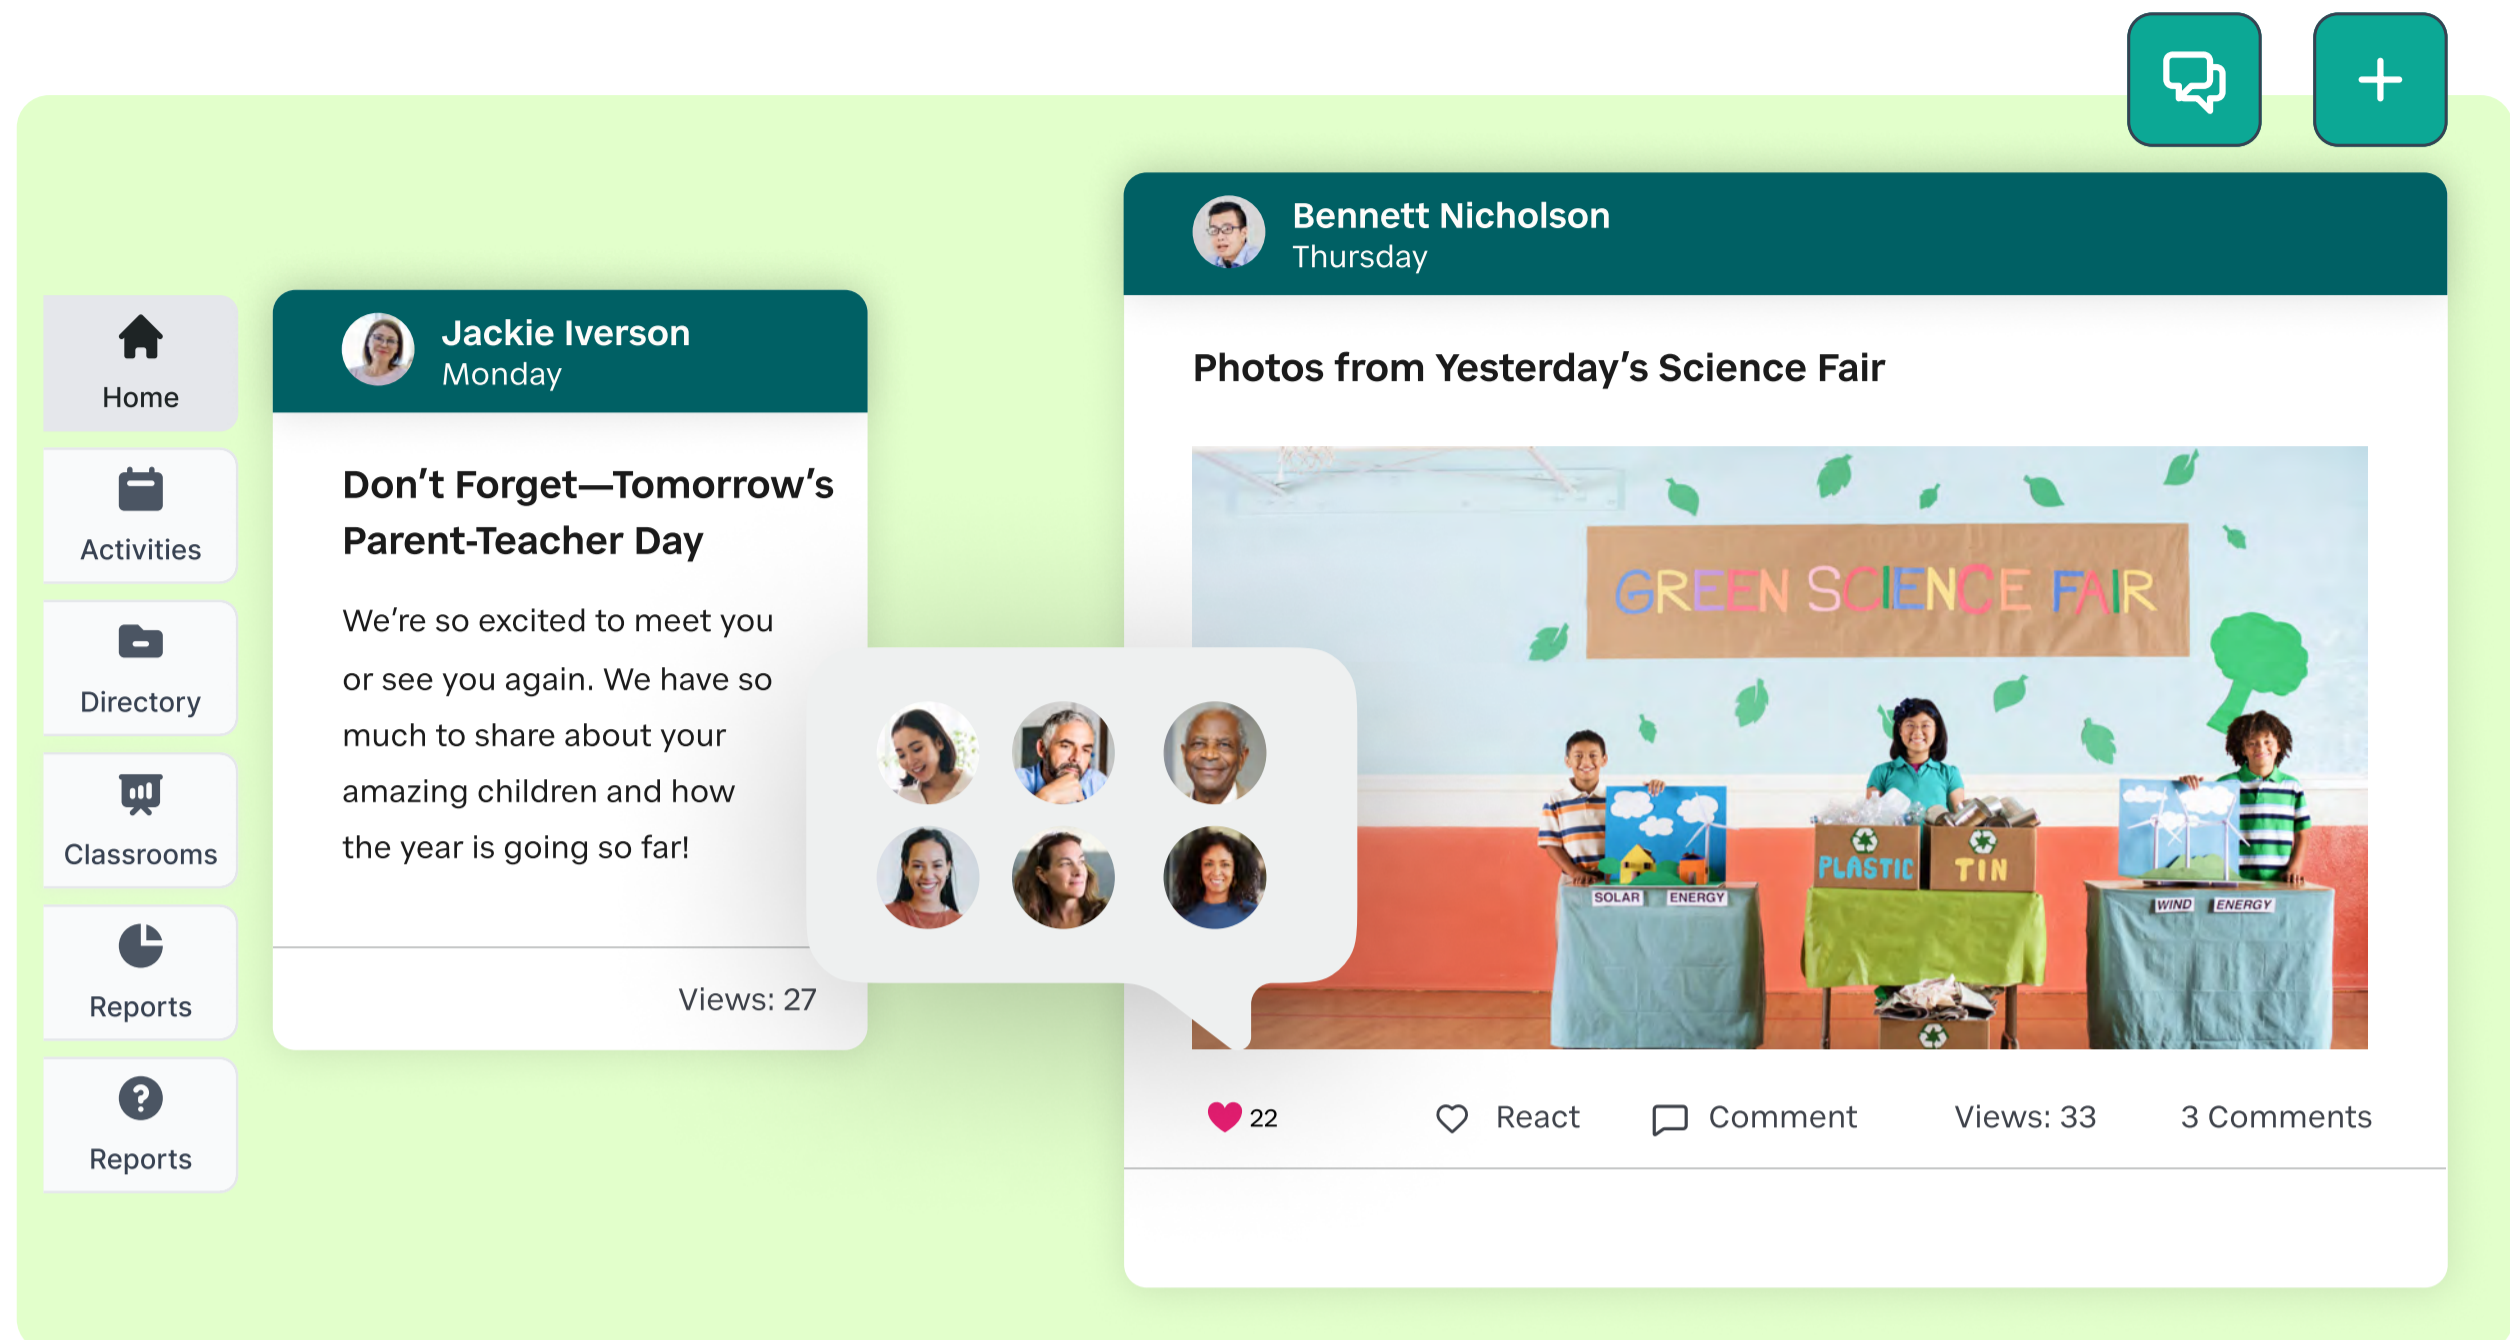 Home
Activities
Directory
Classrooms
Reports
Reports
Jackie Iverson
Monday
Don’t Forget—Tomorrow’s
Parent-Teacher Day
We’re so excited to meet you
or see you again. We have so
much to share about your
amazing children and how
the year is going so far!
Views: 27
Bennett Nicholson
Thursday
Photos from Yesterday’s Science Fair
GREEN SCIENCE FAIR
PLASTIC
TIN
SOLAR ENERGY
WIND ENERGY
22
React
Comment
Views: 33
3 Comments